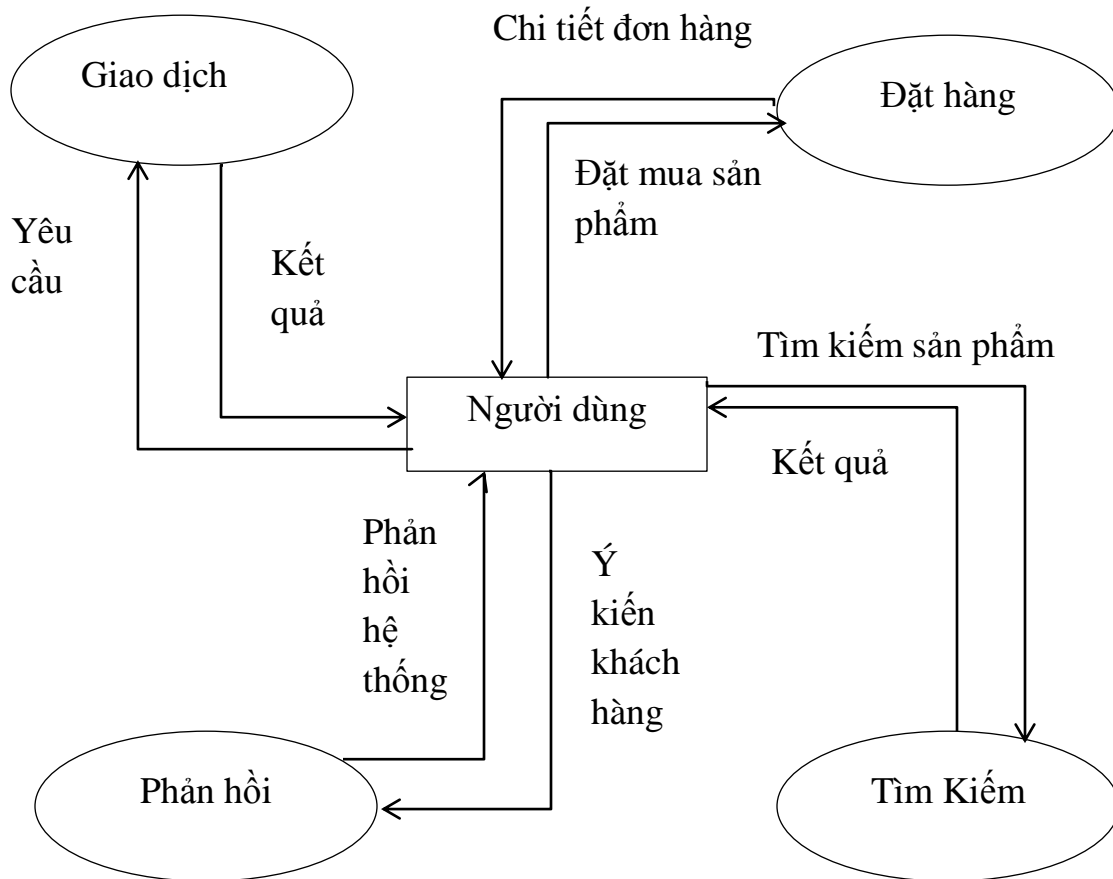 Chi tiết đơn hàng
Giao dịch
Đặt hàng
Đặt mua sản
phẩm
Yêu
cầu
Kết
quả
Tìm kiếm sản phẩm
Người dùng
Kết quả
Phản
hồi
hệ
thống
Ý
kiến
khách
hàng
Phản hồi
Tìm Kiếm